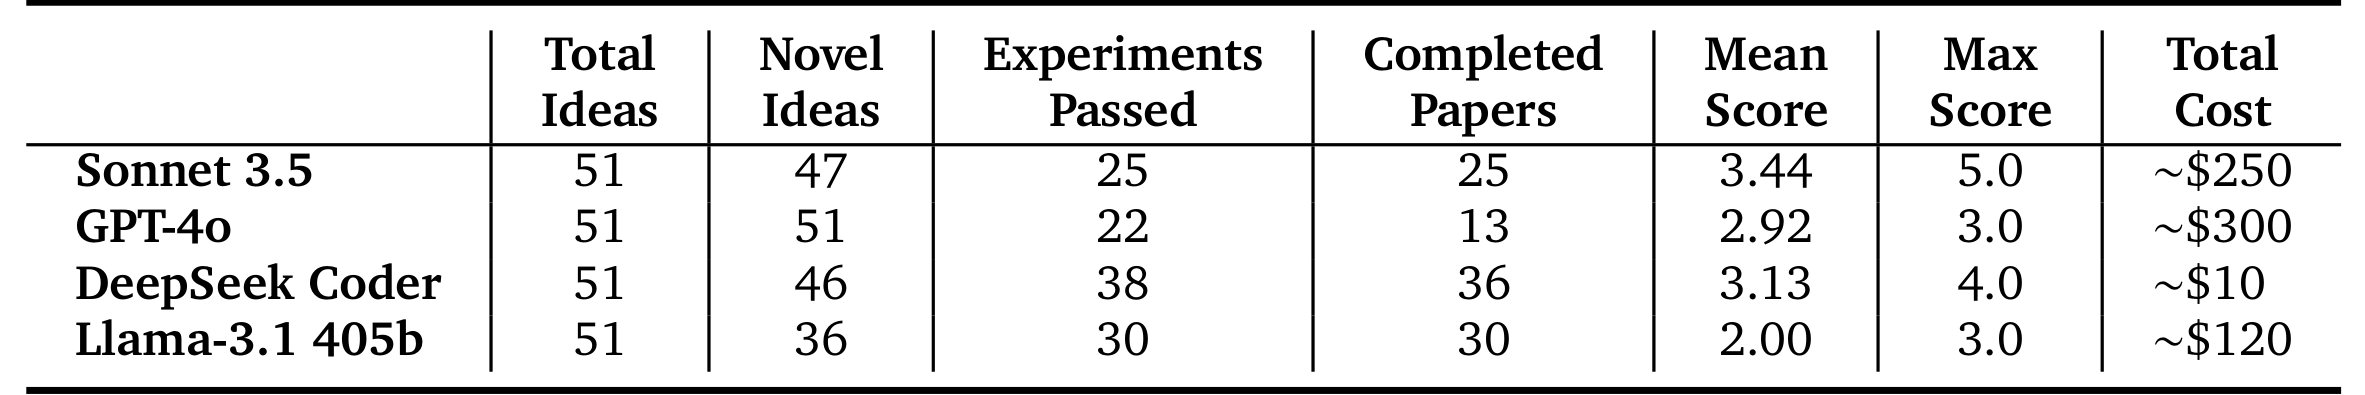 Total Ideas | Novel Ideas | Experiments Passed | Completed Papers | Mean Score | Max Score | Total Cost
Sonnet 3.5 | 51 | 47 | 25 | 25 | 3.44 | 5.0 | ~$250
GPT-4o | 51 | 51 | 22 | 13 | 2.92 | 3.0 | ~$300
DeepSeek Coder | 51 | 46 | 38 | 36 | 3.13 | 4.0 | ~$10
Llama-3.1 405b | 51 | 36 | 30 | 30 | 2.00 | 3.0 | ~$120